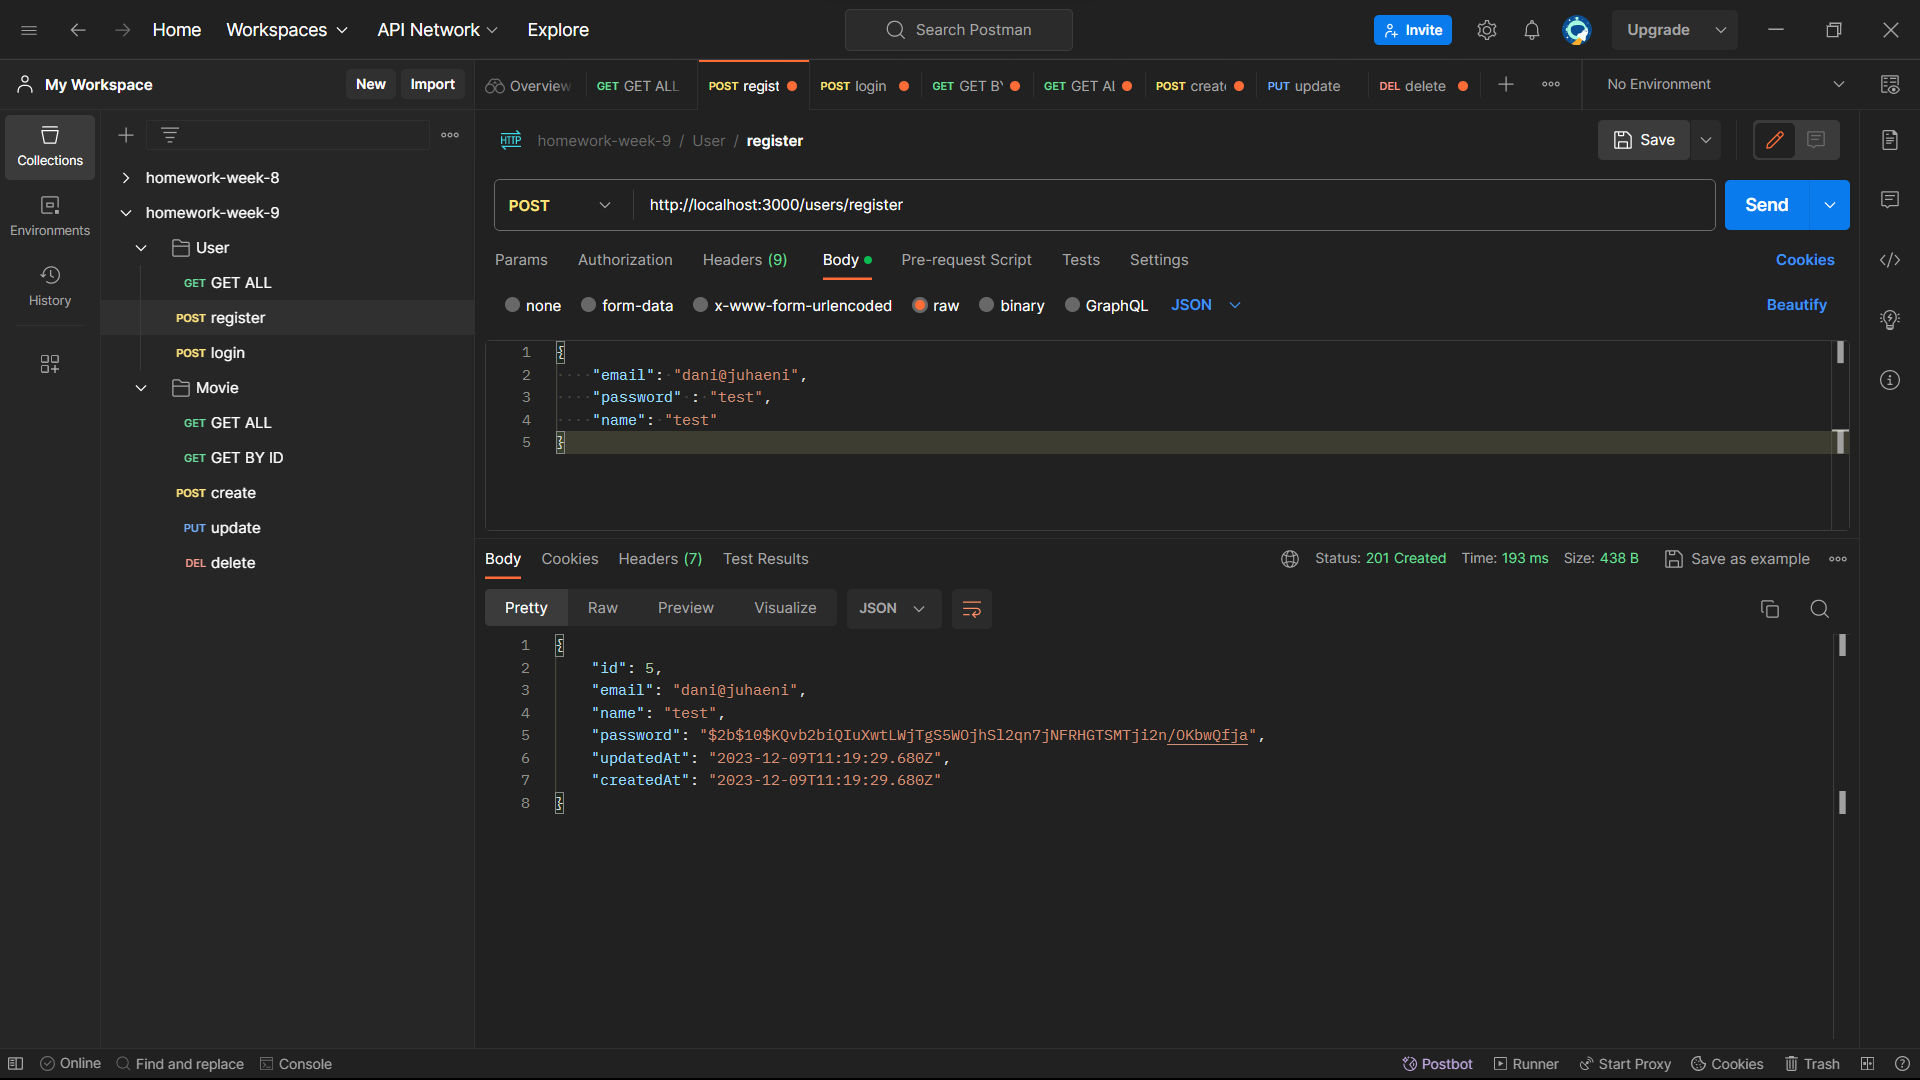 Home Workspaces API Network Explore Search Postman Invite Upgrade
My Workspace New Import Overview GET GET ALL POST regist POST login GET GET BY GET GET Al POST create PUT update DEL delete No Environment
Collections
Environments
History
homework-week-8
homework-week-9
User
GET GET ALL
POST register
POST login
Movie
GET GET ALL
GET GET BY ID
POST create
PUT update
DEL delete
HTTP homework-week-9 / User / register Save
POST http://localhost:3000/users/register Send
Params Authorization Headers (9) Body Pre-request Script Tests Settings Cookies
none form-data x-www-form-urlencoded raw binary GraphQL JSON Beautify
1 {
2 "email": "dani@juhaeni",
3 "password" : "test",
4 "name": "test"
5 }
Body Cookies Headers (7) Test Results Status: 201 Created Time: 193 ms Size: 438 B Save as example
Pretty Raw Preview Visualize JSON
1 {
2 "id": 5,
3 "email": "dani@juhaeni",
4 "name": "test",
5 "password": "$2b$10$KQvb2biQIuXwtLWjTgS5WOjhSl2qn7jNFRHGTSMTji2n/OKbwQfja",
6 "updatedAt": "2023-12-09T11:19:29.680Z",
7 "createdAt": "2023-12-09T11:19:29.680Z"
8 }
Online Find and replace Console Postbot Runner Start Proxy Cookies Trash